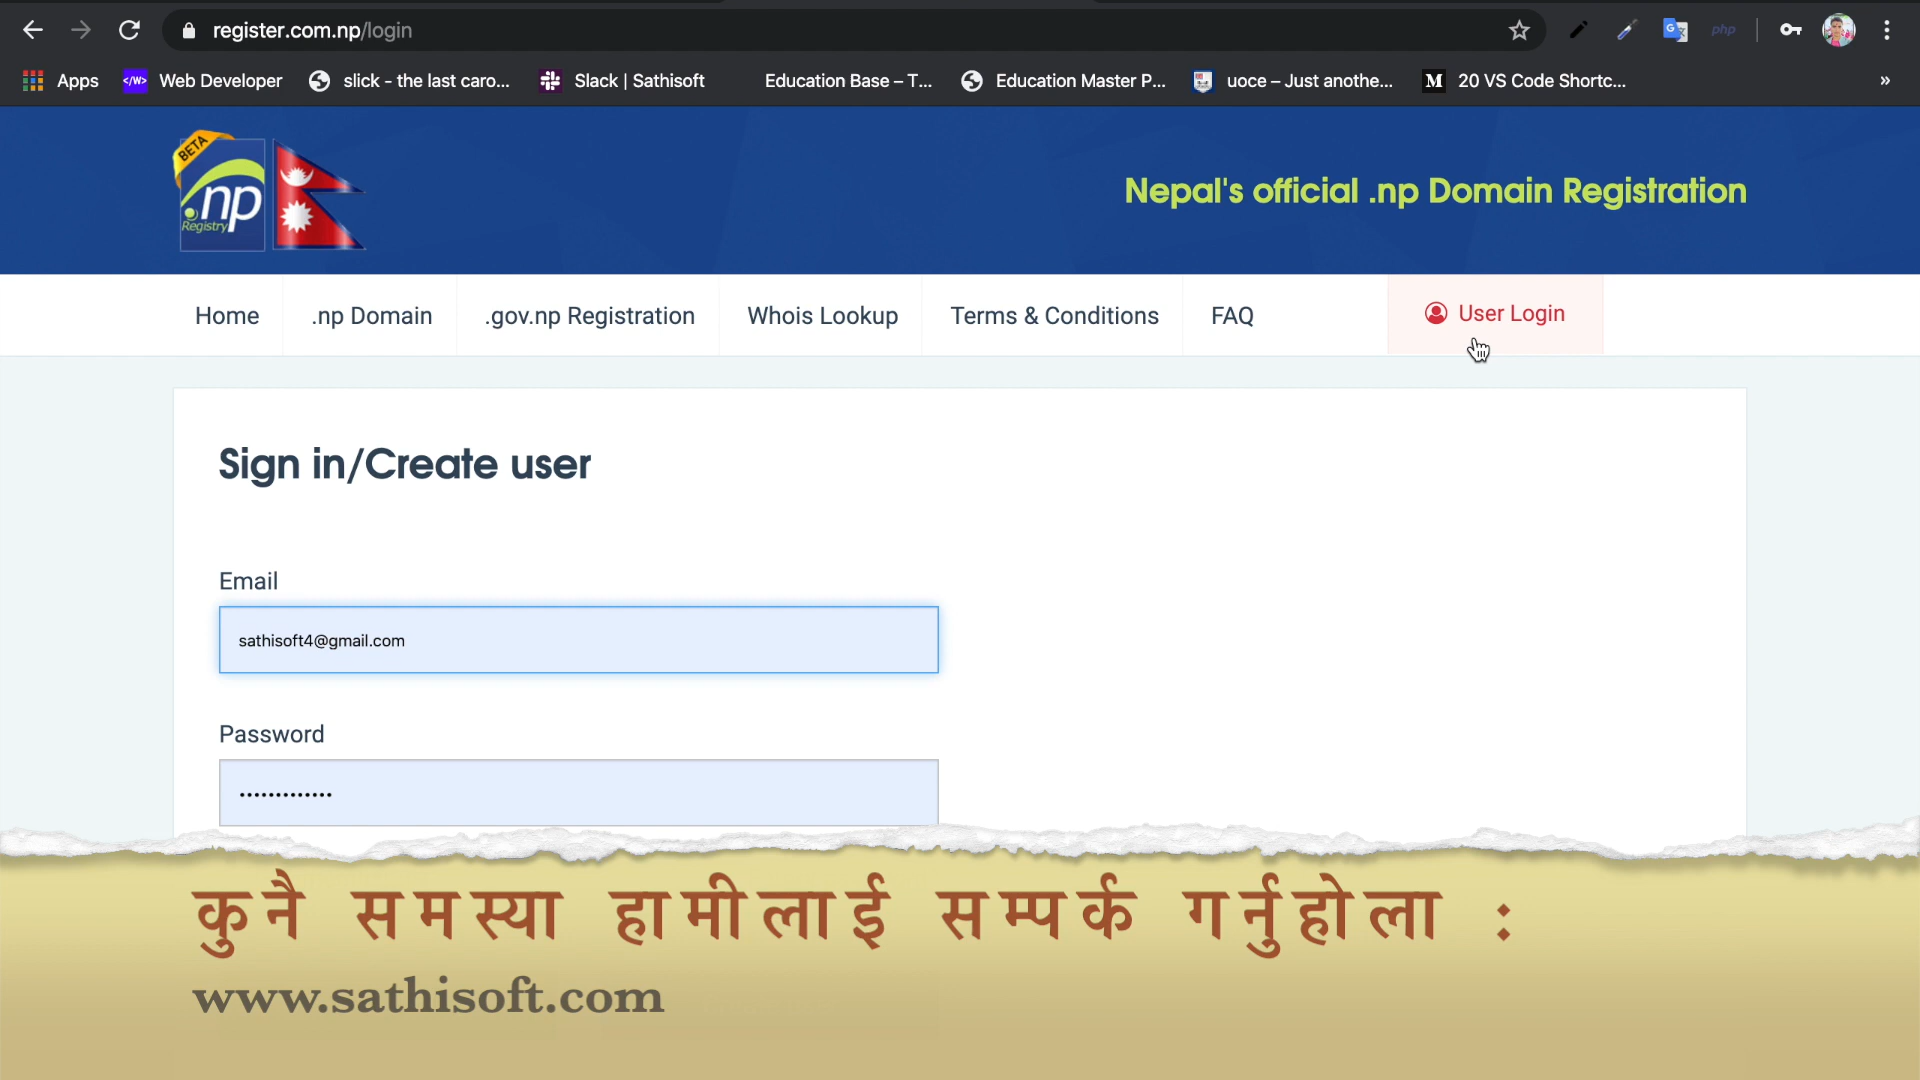 register.com.np/login
php
Apps
</W>
Web Developer
slick - the last caro...
Slack | Sathisoft
Education Base – T...
Education Master P...
uoce – Just anothe...
M
20 VS Code Shortc...
»
BETA
.np
Registry
Nepal's official .np Domain Registration
Home
.np Domain
.gov.np Registration
Whois Lookup
Terms & Conditions
FAQ
User Login
Sign in/Create user
Email
sathisoft4@gmail.com
Password
•••••••••••••
कुनै समस्या हामीलाई सम्पर्क गर्नुहोला :
www.sathisoft.com